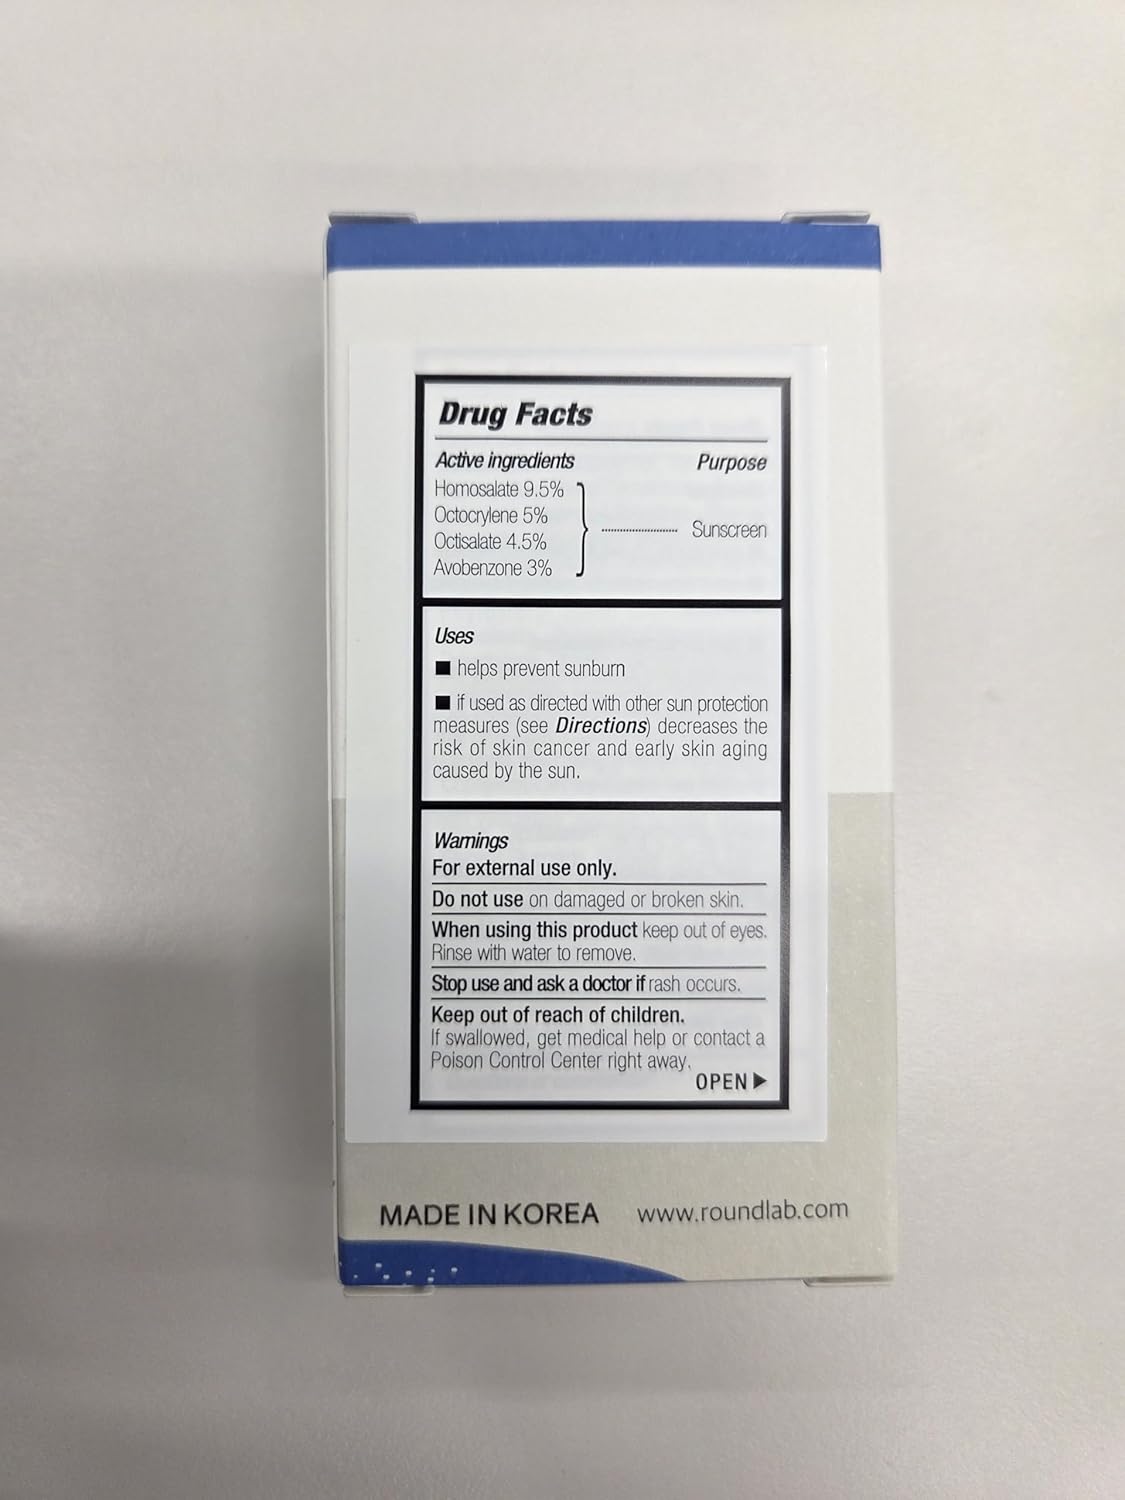 Drug Facts
Active ingredients Purpose
Homosalate 9.5%
Octocrylene 5%
Sunscreen
Octisalate 4.5%
Avobenzone 3%
Uses
■ helps prevent sunburn
■ if used as directed with other sun protection
measures (see Directions) decreases the
risk of skin cancer and early skin aging
caused by the sun.
Warnings
For external use only.
Do not use on damaged or broken skin.
When using this product keep out of eyes.
Rinse with water to remove.
Stop use and ask a doctor if rash occurs.
Keep out of reach of children.
If swallowed, get medical help or contact a
Poison Control Center right away.
OPEN ▶
MADE IN KOREA www.roundlab.com